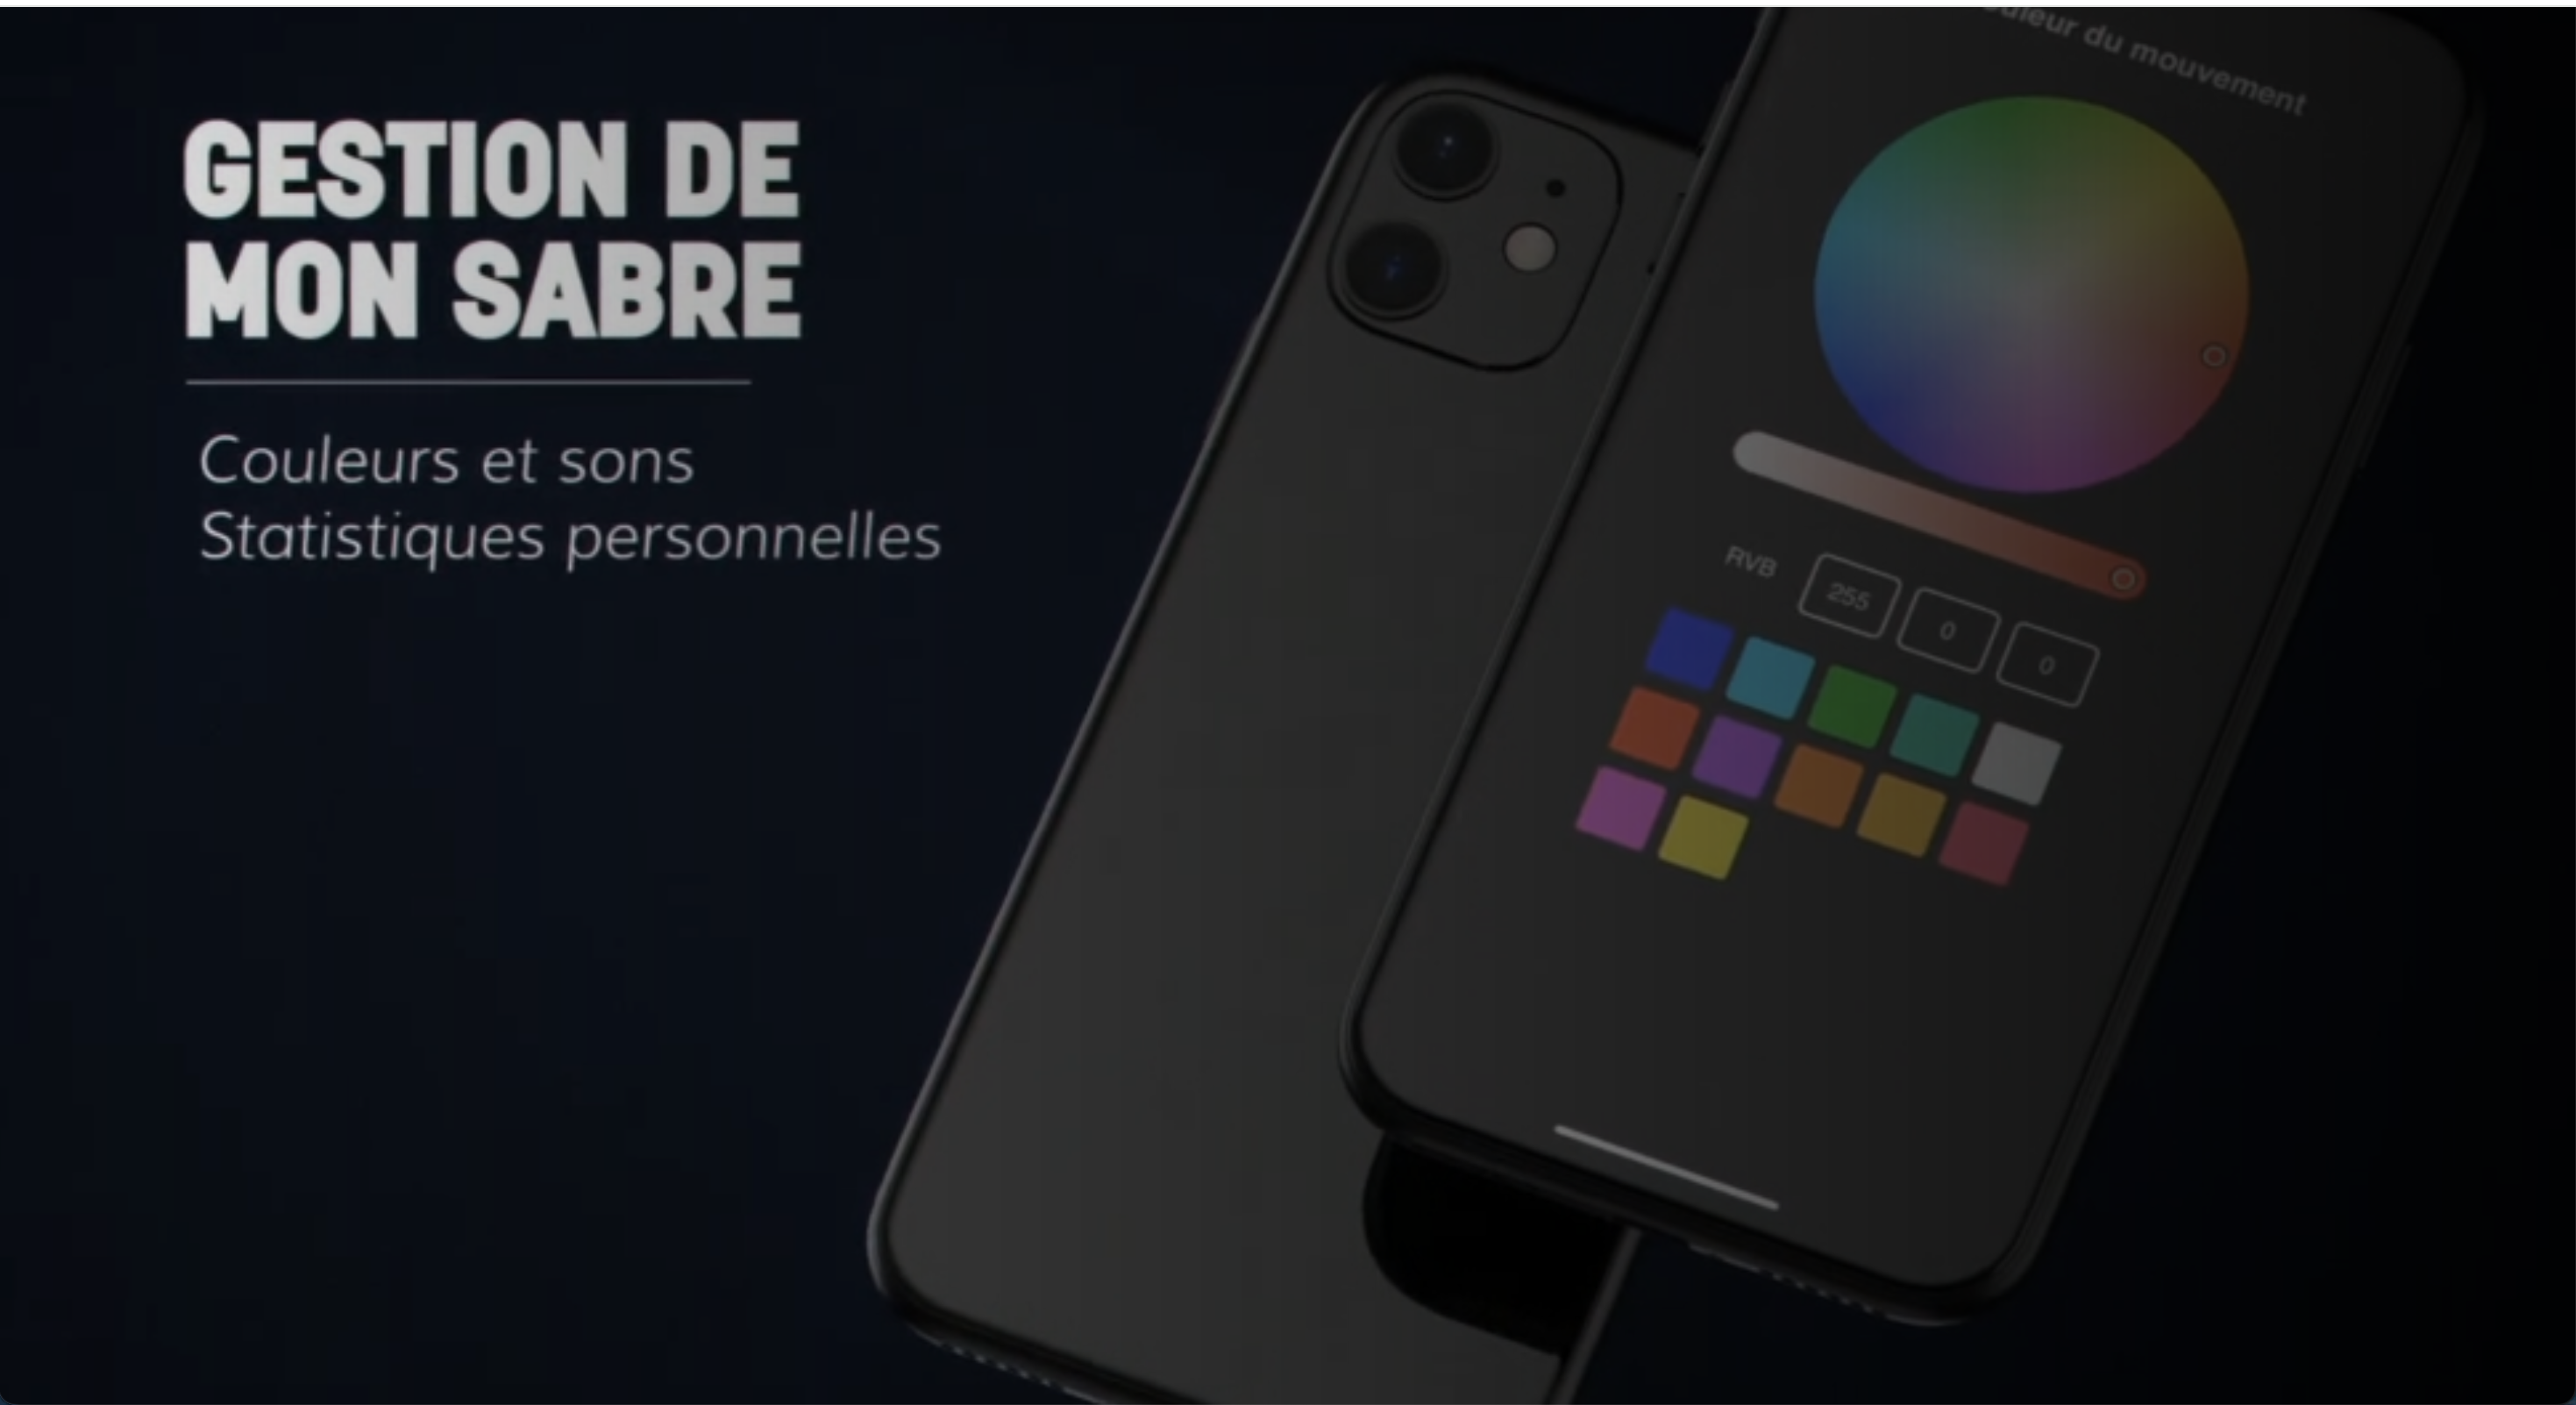 GESTION DE
MON SABRE
Couleurs et sons
Statistiques personnelles
du mouvement
RVB 255 0 0